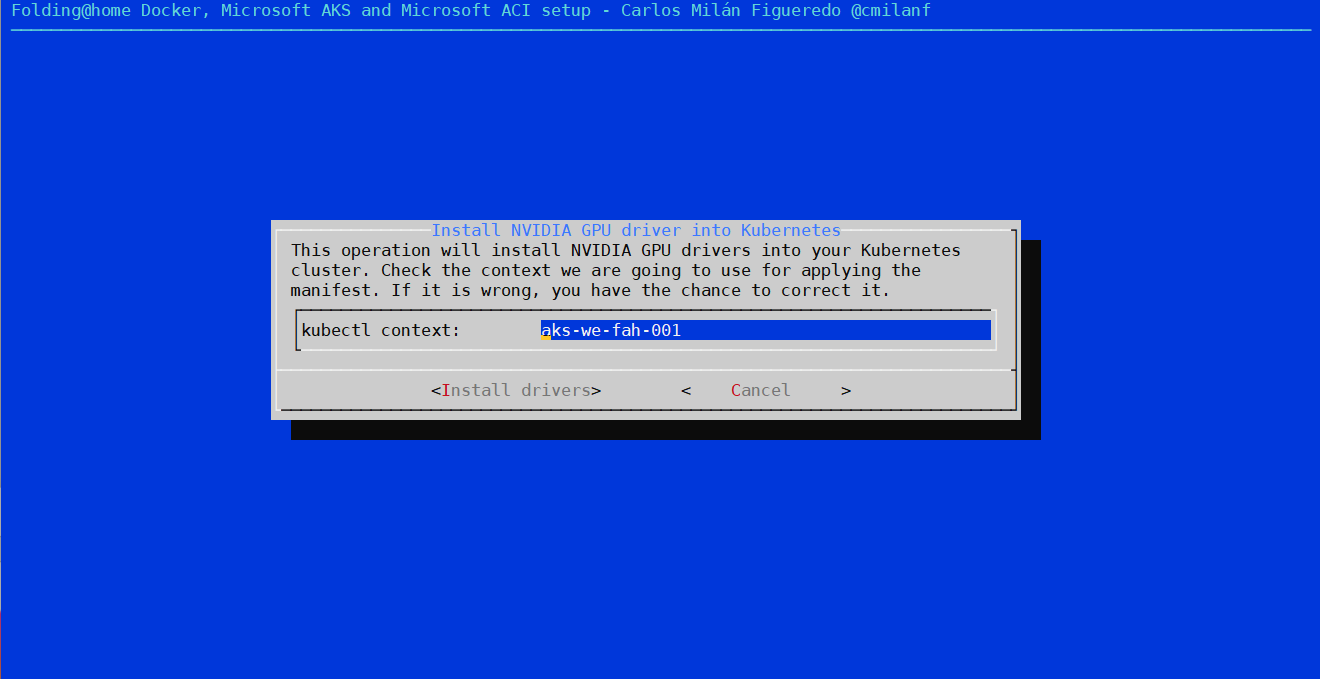 Folding@home Docker, Microsoft AKS and Microsoft ACI setup - Carlos Milán Figueredo @cmilanf
Install NVIDIA GPU driver into Kubernetes
This operation will install NVIDIA GPU drivers into your Kubernetes
cluster. Check the context we are going to use for applying the
manifest. If it is wrong, you have the chance to correct it.
kubectl context: aks-we-fah-001
<Install drivers> < Cancel >